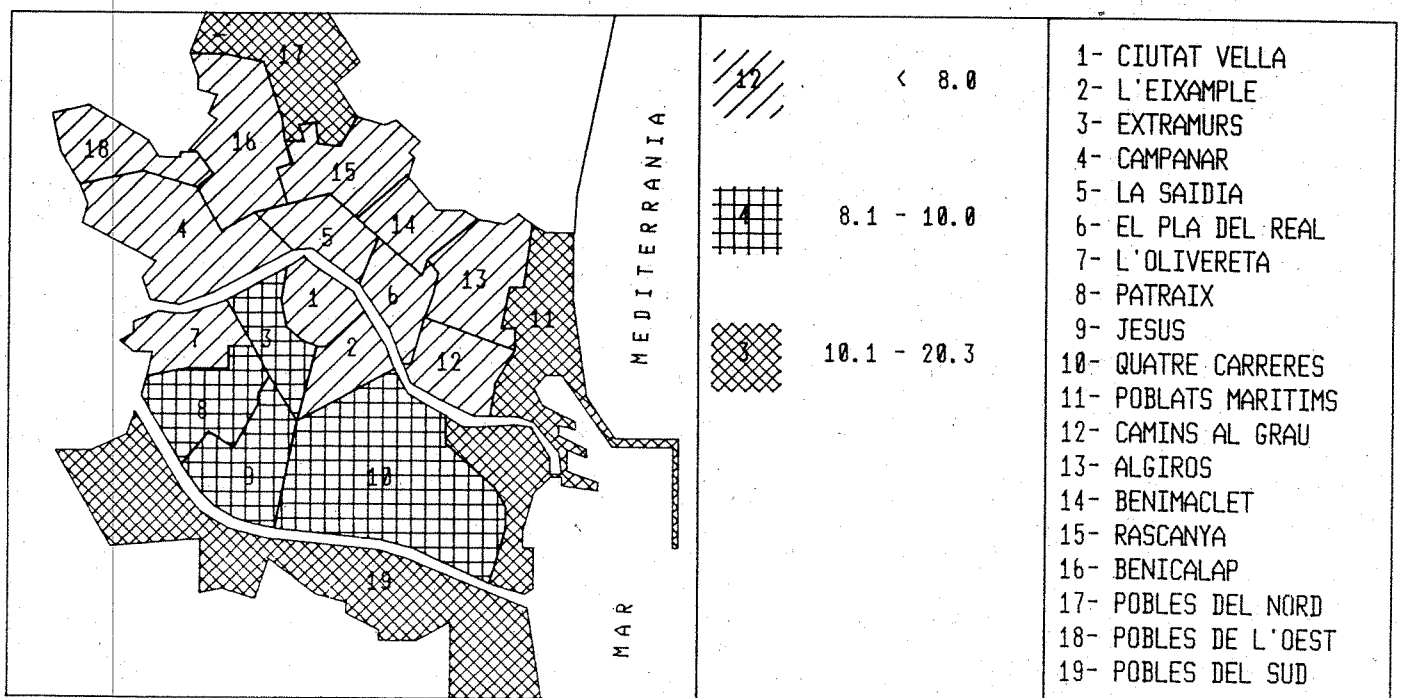 17
18
16
15
4
5
14
13
1
6
11
3
7
2
12
8
9
10
19
MAR
MEDITERRANIA
12 < 8.0
4 8.1 - 10.0
3 10.1 - 20.3
1- CIUTAT VELLA
2- L'EIXAMPLE
3- EXTRAMURS
4- CAMPANAR
5- LA SAIDIA
6- EL PLA DEL REAL
7- L'OLIVERETA
8- PATRAIX
9- JESUS
10- QUATRE CARRERES
11- POBLATS MARITIMS
12- CAMINS AL GRAU
13- ALGIROS
14- BENIMACLET
15- RASCANYA
16- BENICALAP
17- POBLES DEL NORD
18- POBLES DE L'OEST
19- POBLES DEL SUD